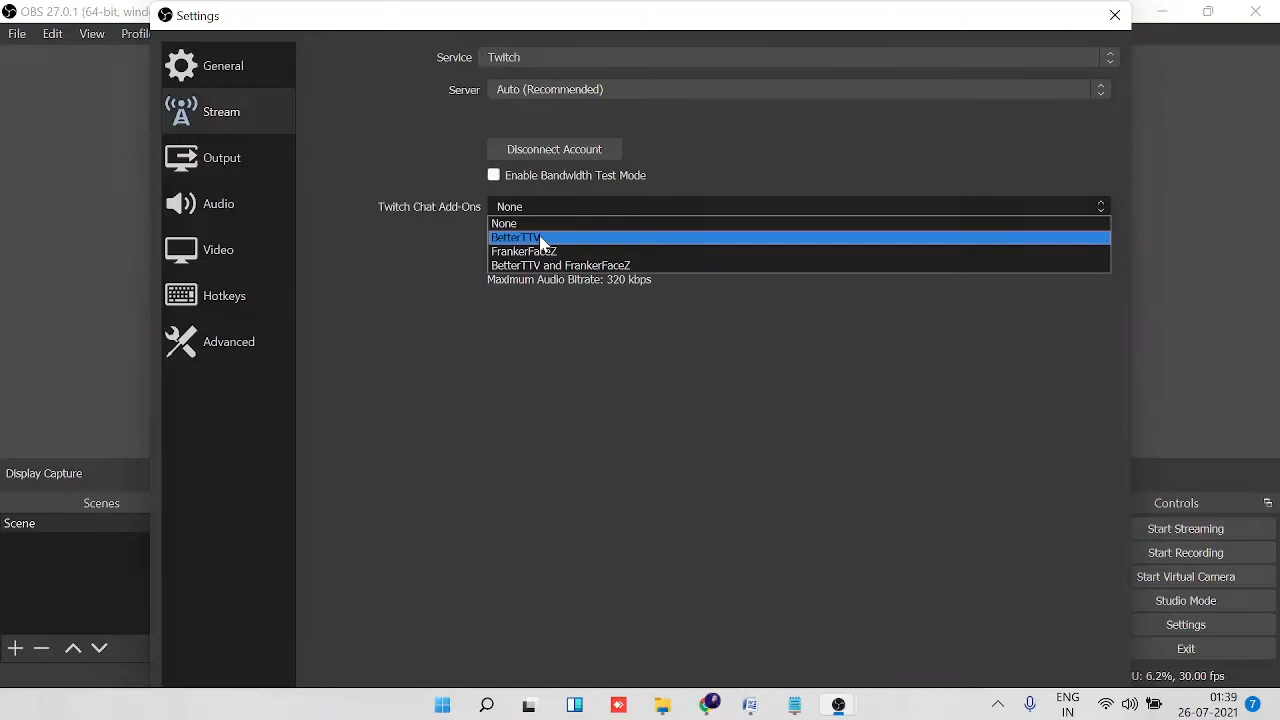 OBS 27.0.1 (64-bit, wind
Settings
File Edit View Profil
General
Stream
Output
Audio
Video
Hotkeys
Advanced
Service Twitch
Server Auto (Recommended)
Disconnect Account
Enable Bandwidth Test Mode
Twitch Chat Add-Ons None
None
BetterTTV
FrankerFaceZ
BetterTTV and FrankerFaceZ
Maximum Audio Bitrate: 320 kbps
Display Capture
Scenes
Scene
Controls
Start Streaming
Start Recording
Start Virtual Camera
Studio Mode
Settings
Exit
U: 6.2%, 30.00 fps
ENG
IN
01:39
26-07-2021
7